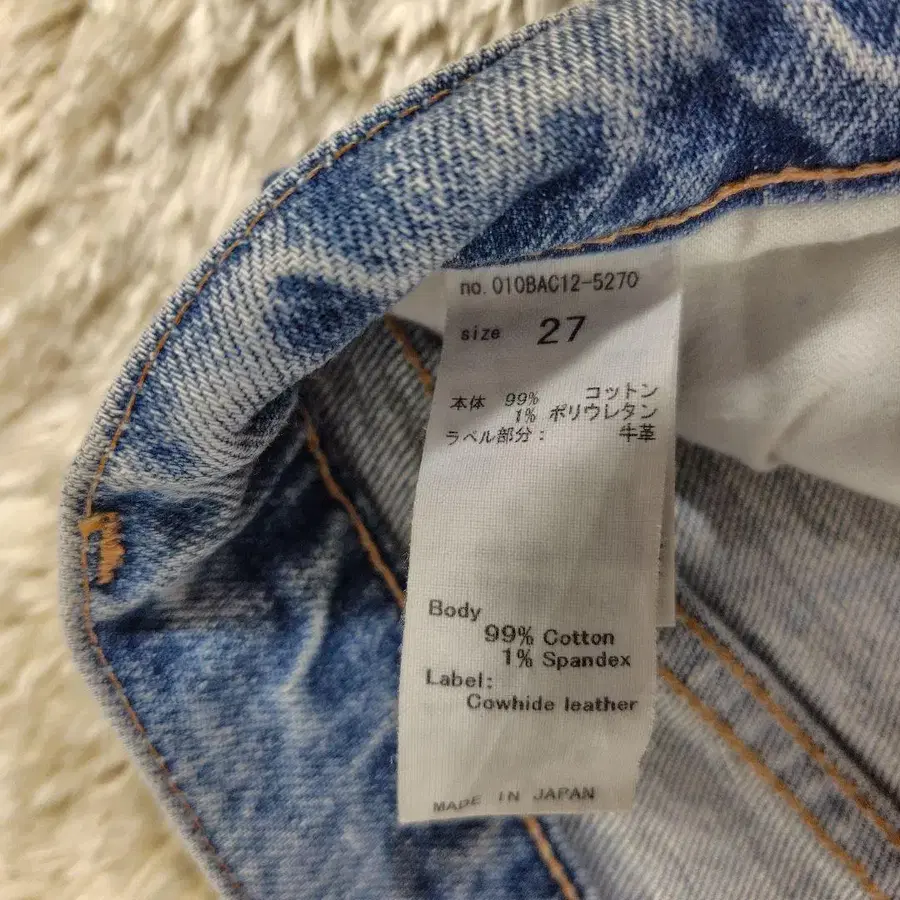 no. 010BAC12-5270
size 27
本体 99% コットン
1% ポリウレタン
ラベル部分: 牛革
Body
99% Cotton
1% Spandex
Label:
Cowhide leather
MADE IN JAPAN